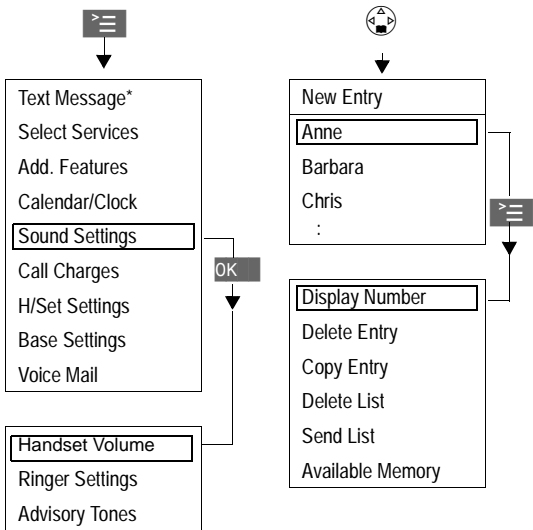 Text Message*
Select Services
Add. Features
Calendar/Clock
Sound Settings
Call Charges
H/Set Settings
Base Settings
Voice Mail
OK
Handset Volume
Ringer Settings
Advisory Tones
New Entry
Anne
Barbara
Chris
:
Display Number
Delete Entry
Copy Entry
Delete List
Send List
Available Memory